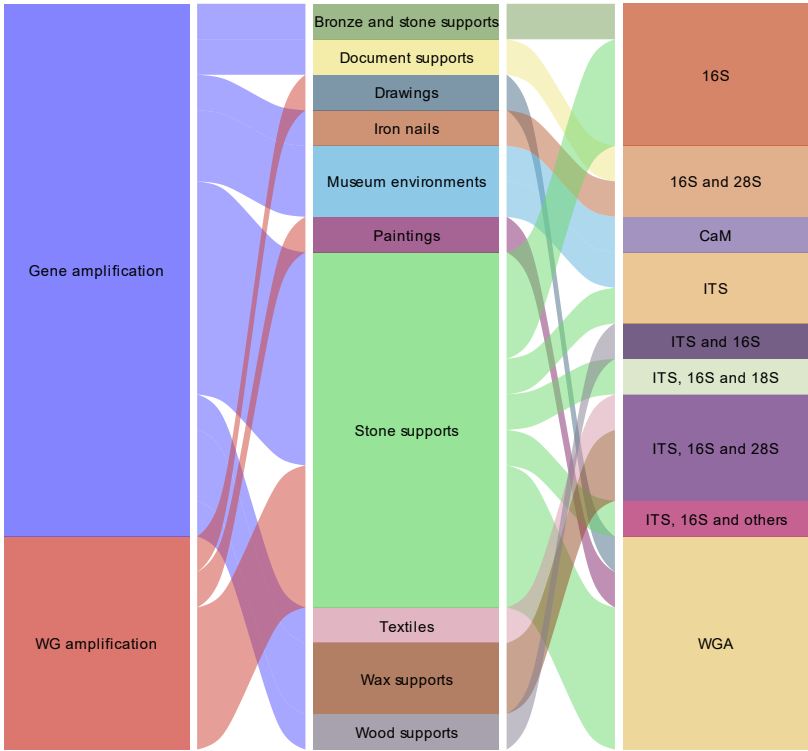 Gene amplification
WG amplification
Bronze and stone supports
Document supports
Drawings
Iron nails
Museum environments
Paintings
Stone supports
Textiles
Wax supports
Wood supports
16S
16S and 28S
CaM
ITS
ITS and 16S
ITS, 16S and 18S
ITS, 16S and 28S
ITS, 16S and others
WGA